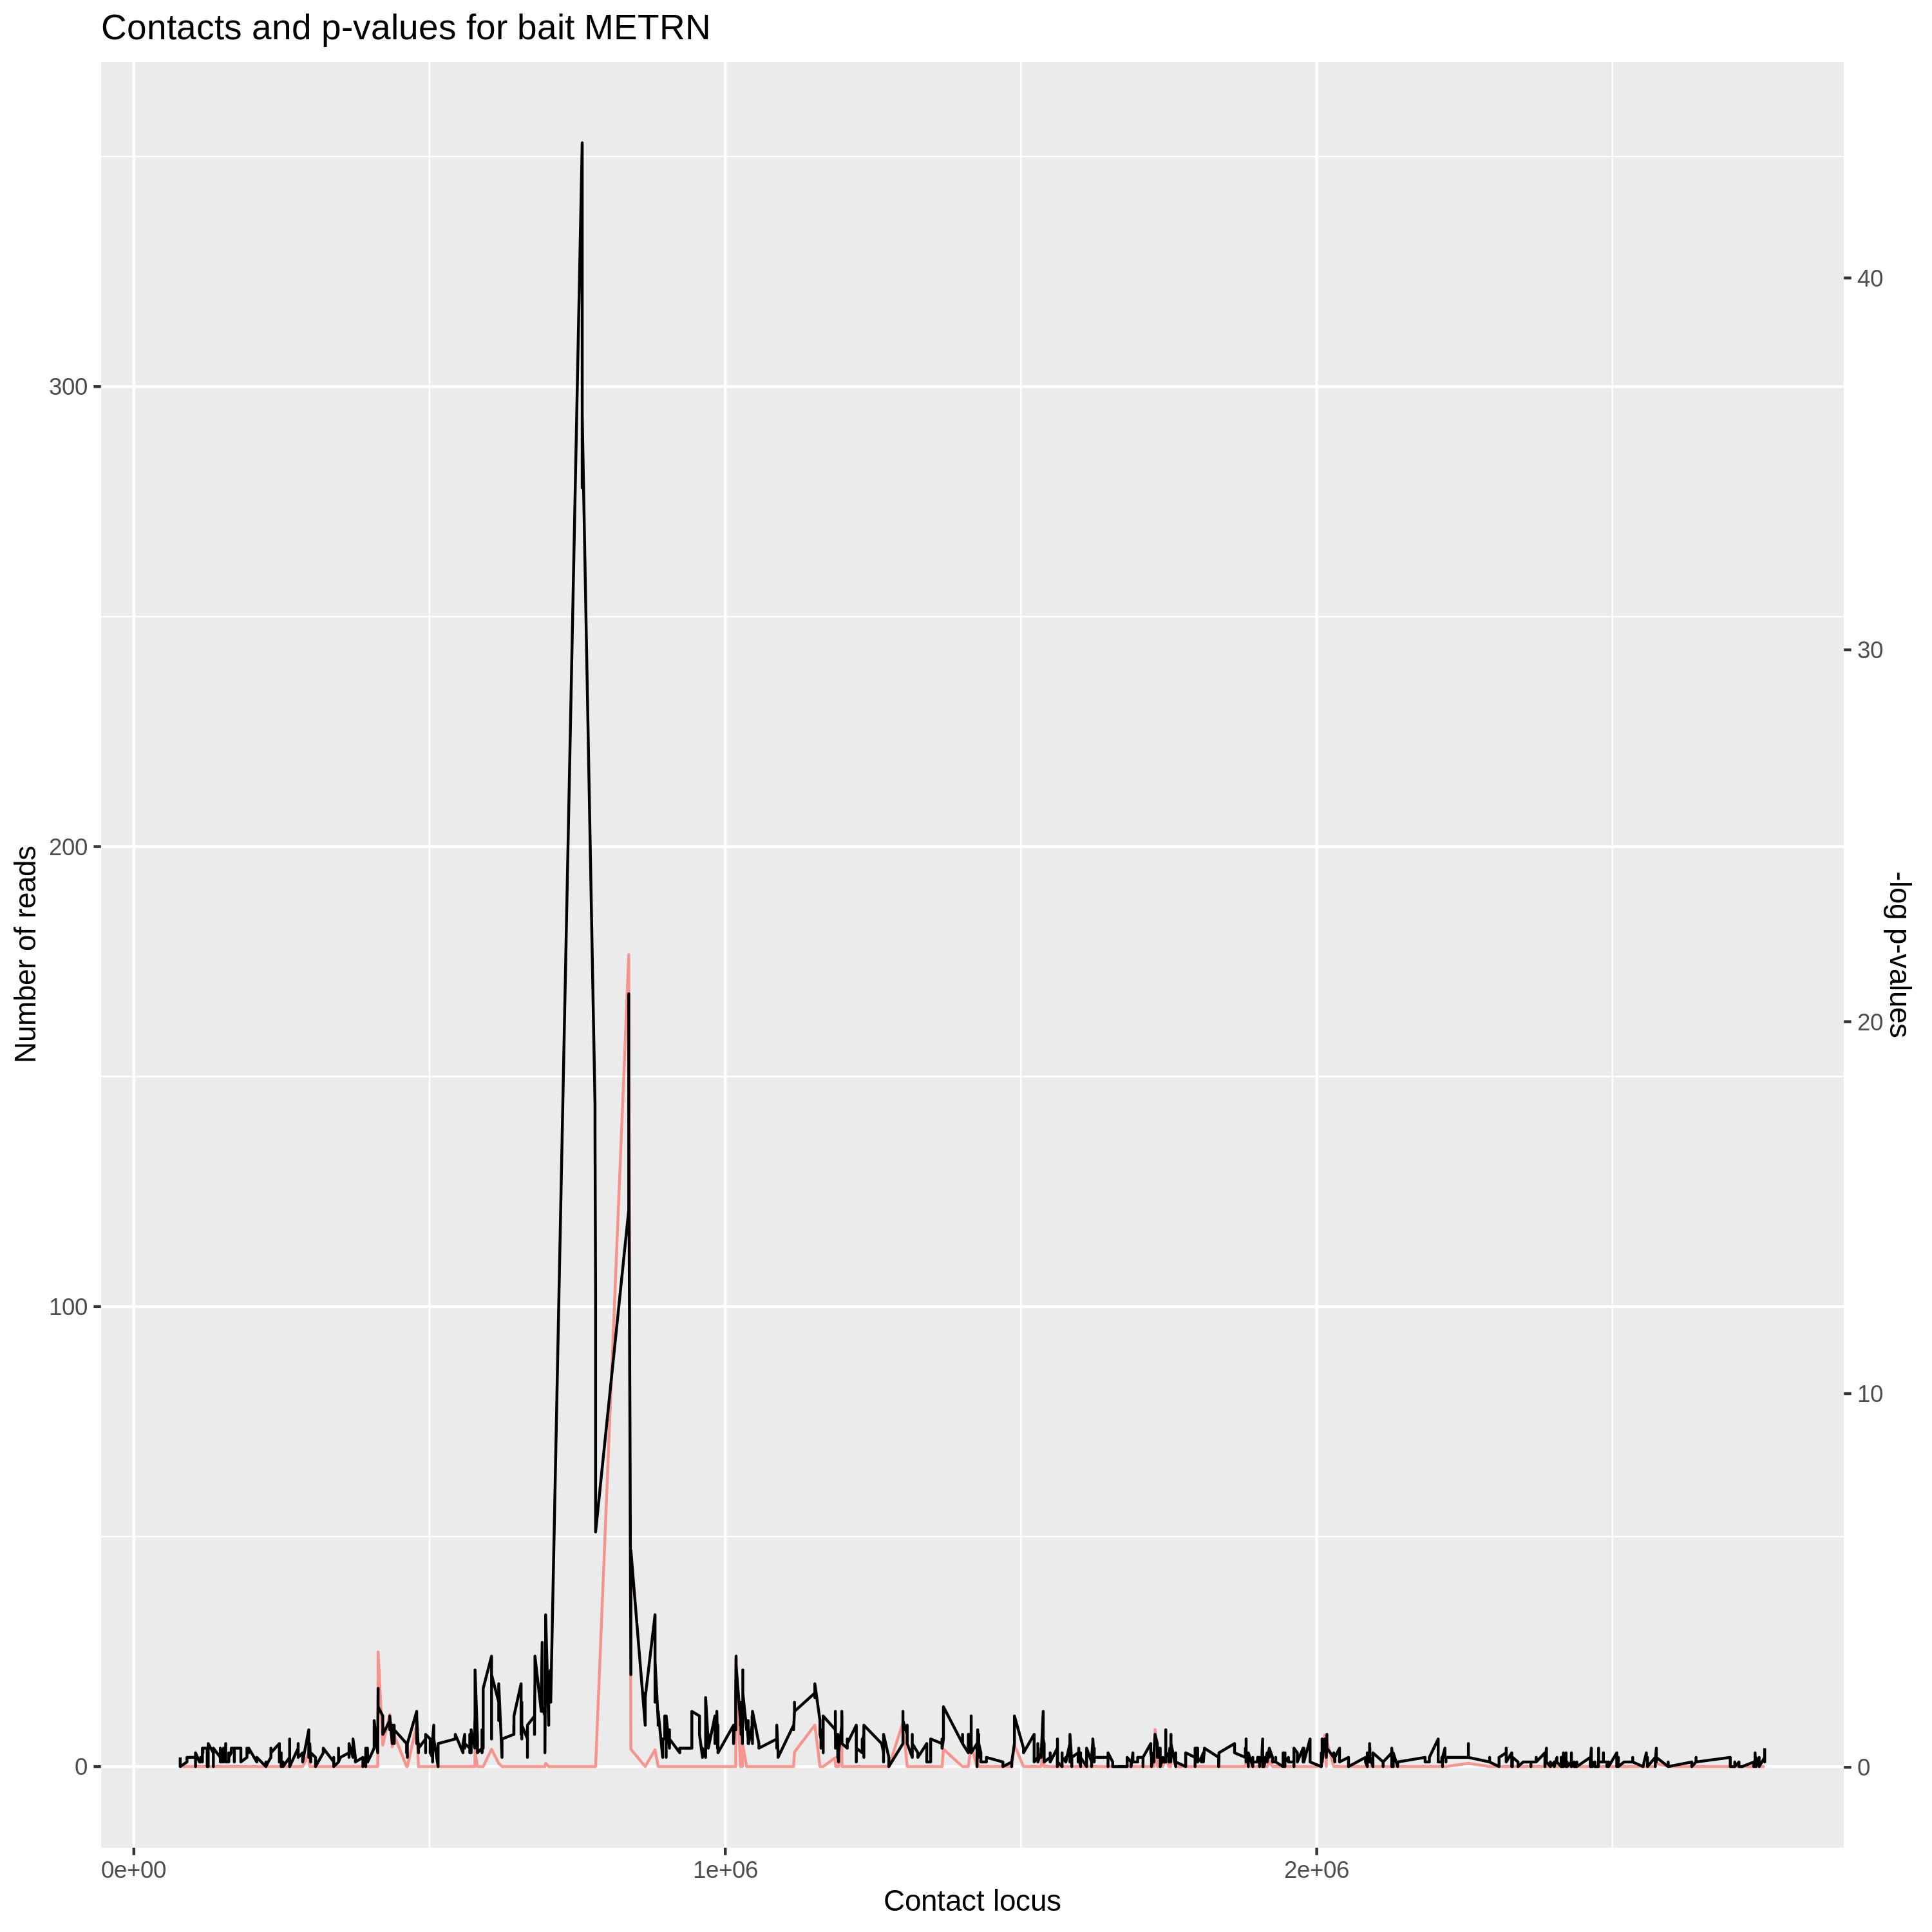 Contacts and p-values for bait METRN
300
200
100
0
40
30
20
10
0
Number of reads
-log p-values
0e+00
1e+06
2e+06
Contact locus